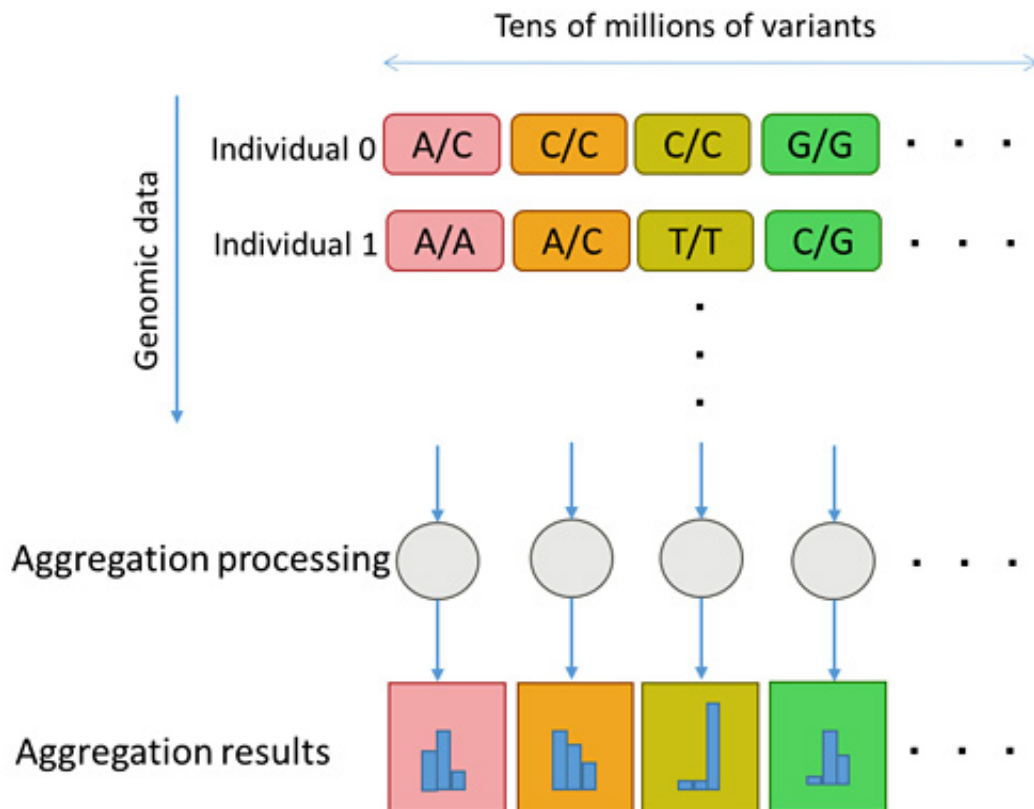 Tens of millions of variants
Genomic data
Individual 0 A/C C/C C/C G/G . . .
Individual 1 A/A A/C T/T C/G . . .
Aggregation processing . . .
Aggregation results . . .